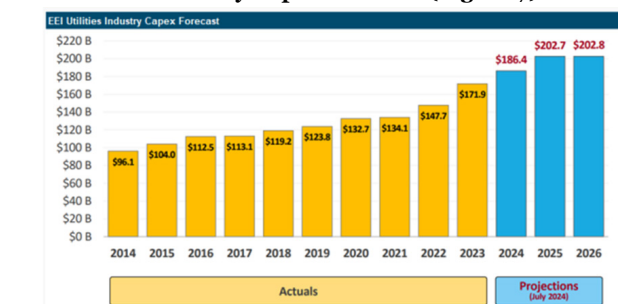 EEI Utilities Industry Capex Forecast
$220 B
$200 B
$180 B
$160 B
$140 B
$120 B
$100 B
$80 B
$60 B
$40 B
$20 B
$0 B
$96.1
$104.0
$112.5
$113.1
$119.2
$123.8
$132.7
$134.1
$147.7
$171.9
$186.4
$202.7
$202.8
2014 2015 2016 2017 2018 2019 2020 2021 2022 2023 2024 2025 2026
Actuals
Projections
(July 2024)